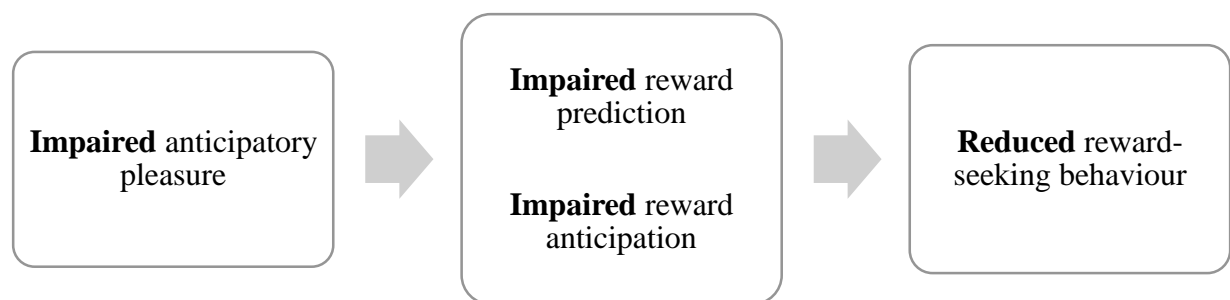 Impaired anticipatory
pleasure
Impaired reward
prediction
Impaired reward
anticipation
Reduced reward-
seeking behaviour